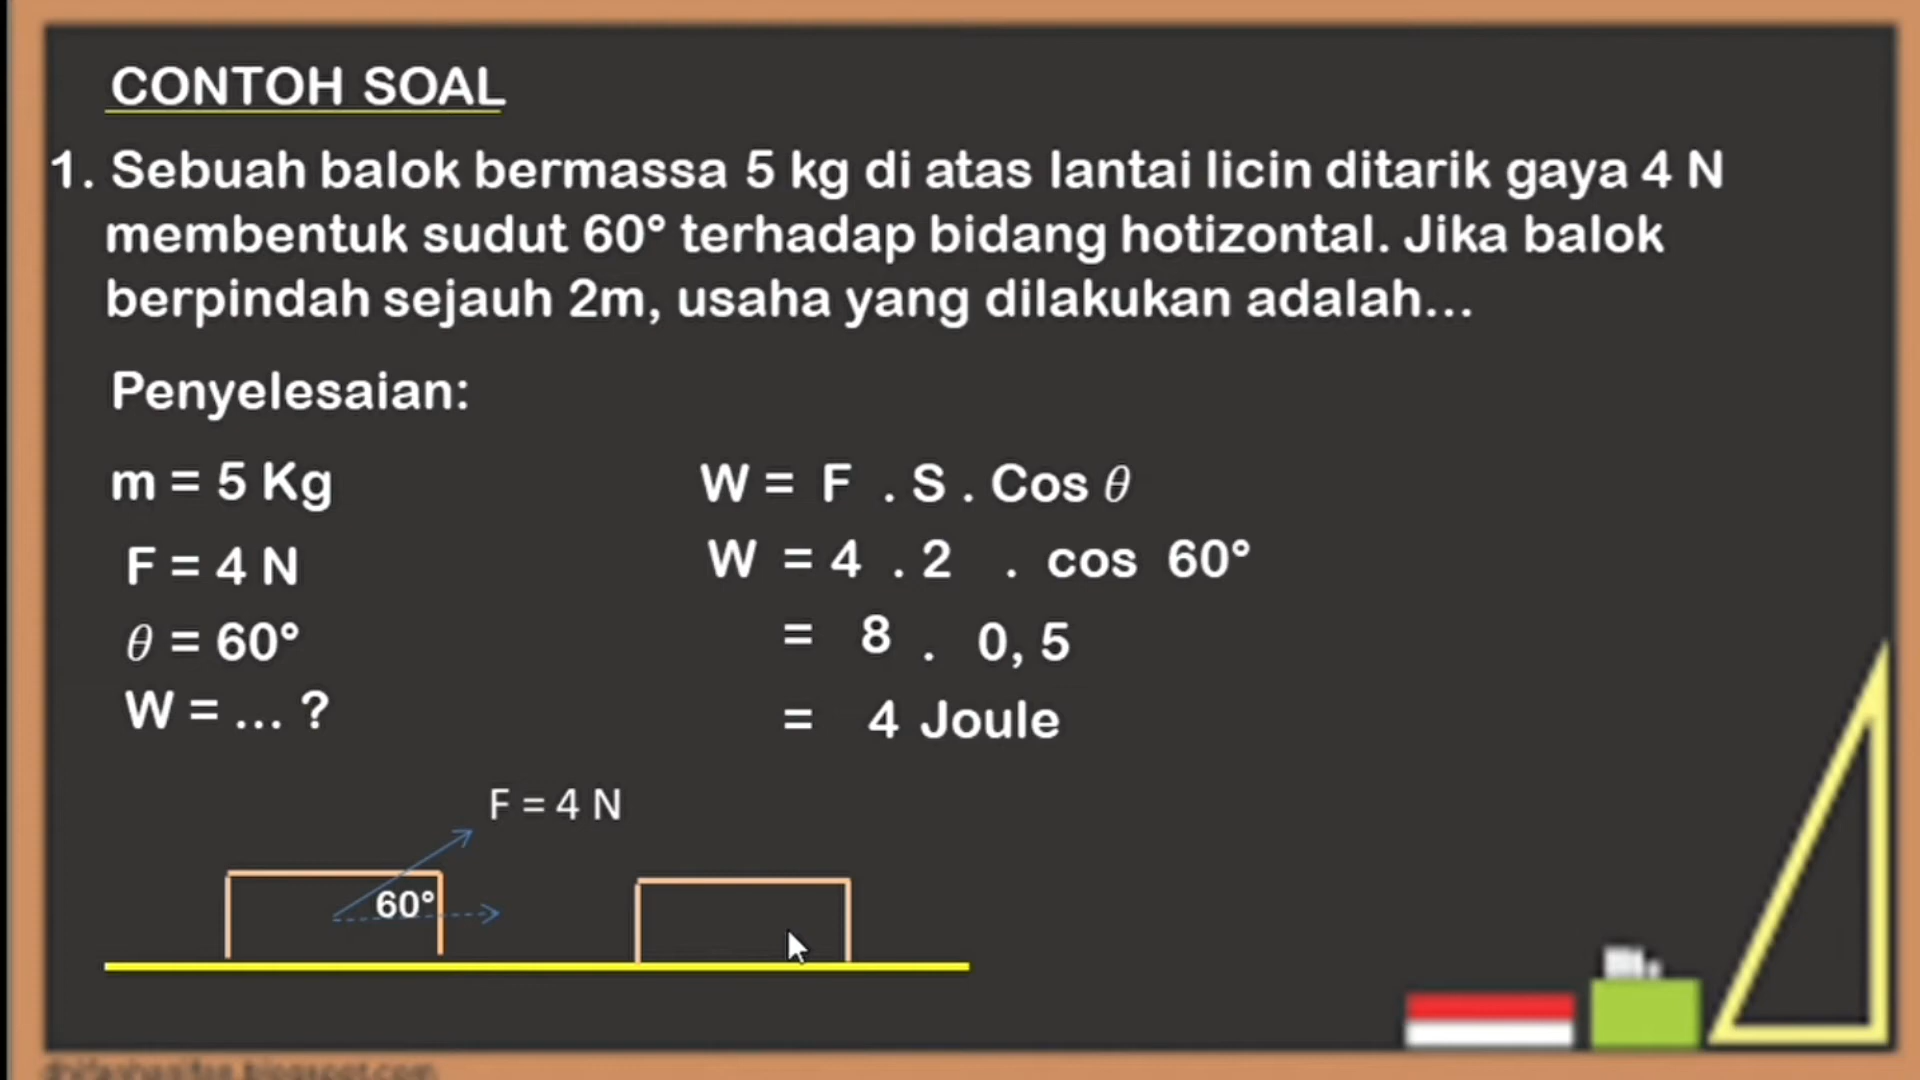 CONTOH SOAL
1. Sebuah balok bermassa 5 kg di atas lantai licin ditarik gaya 4 N
membentuk sudut 60° terhadap bidang hotizontal. Jika balok
berpindah sejauh 2m, usaha yang dilakukan adalah...
Penyelesaian:
m = 5 Kg
F = 4 N
θ = 60°
W = ... ?
W = F . S . Cos θ
W = 4 . 2 . cos 60°
= 8 . 0, 5
= 4 Joule
F = 4 N
60°